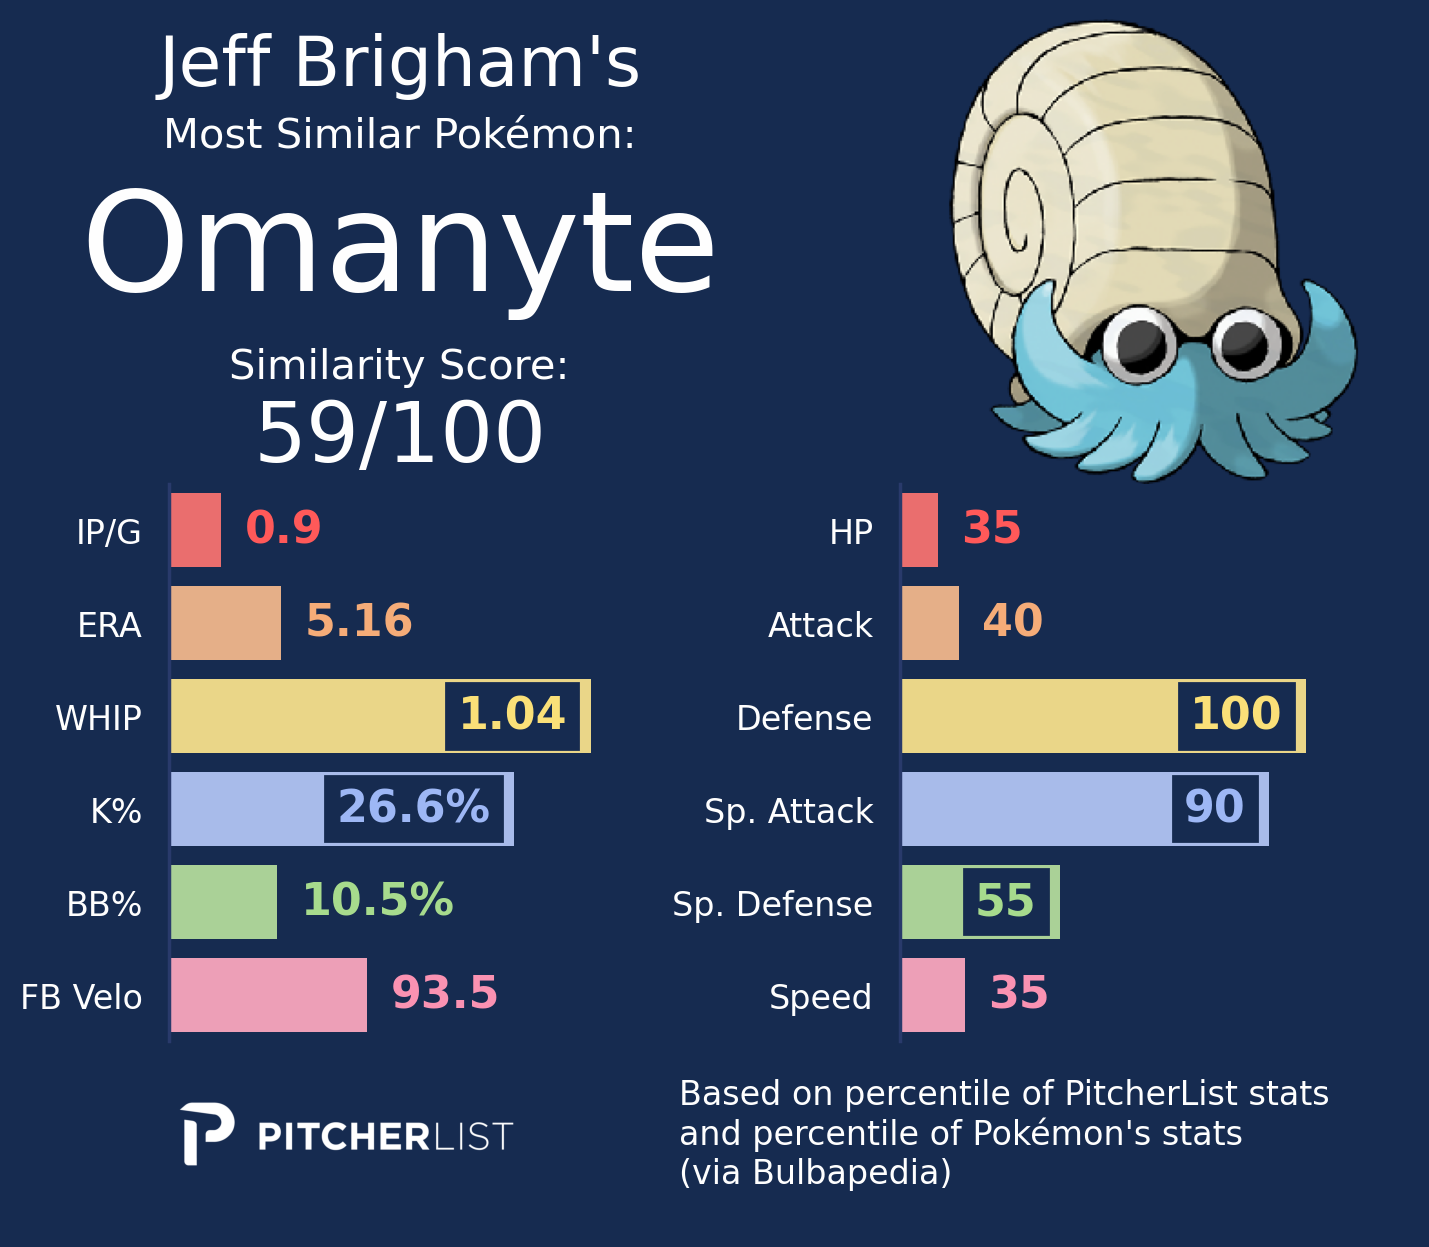 Jeff Brigham's
Most Similar Pokémon:
Omanyte
Similarity Score:
59/100
IP/G 0.9
ERA 5.16
WHIP 1.04
K% 26.6%
BB% 10.5%
FB Velo 93.5
HP 35
Attack 40
Defense 100
Sp. Attack 90
Sp. Defense 55
Speed 35
PITCHERLIST
Based on percentile of PitcherList stats
and percentile of Pokémon's stats
(via Bulbapedia)